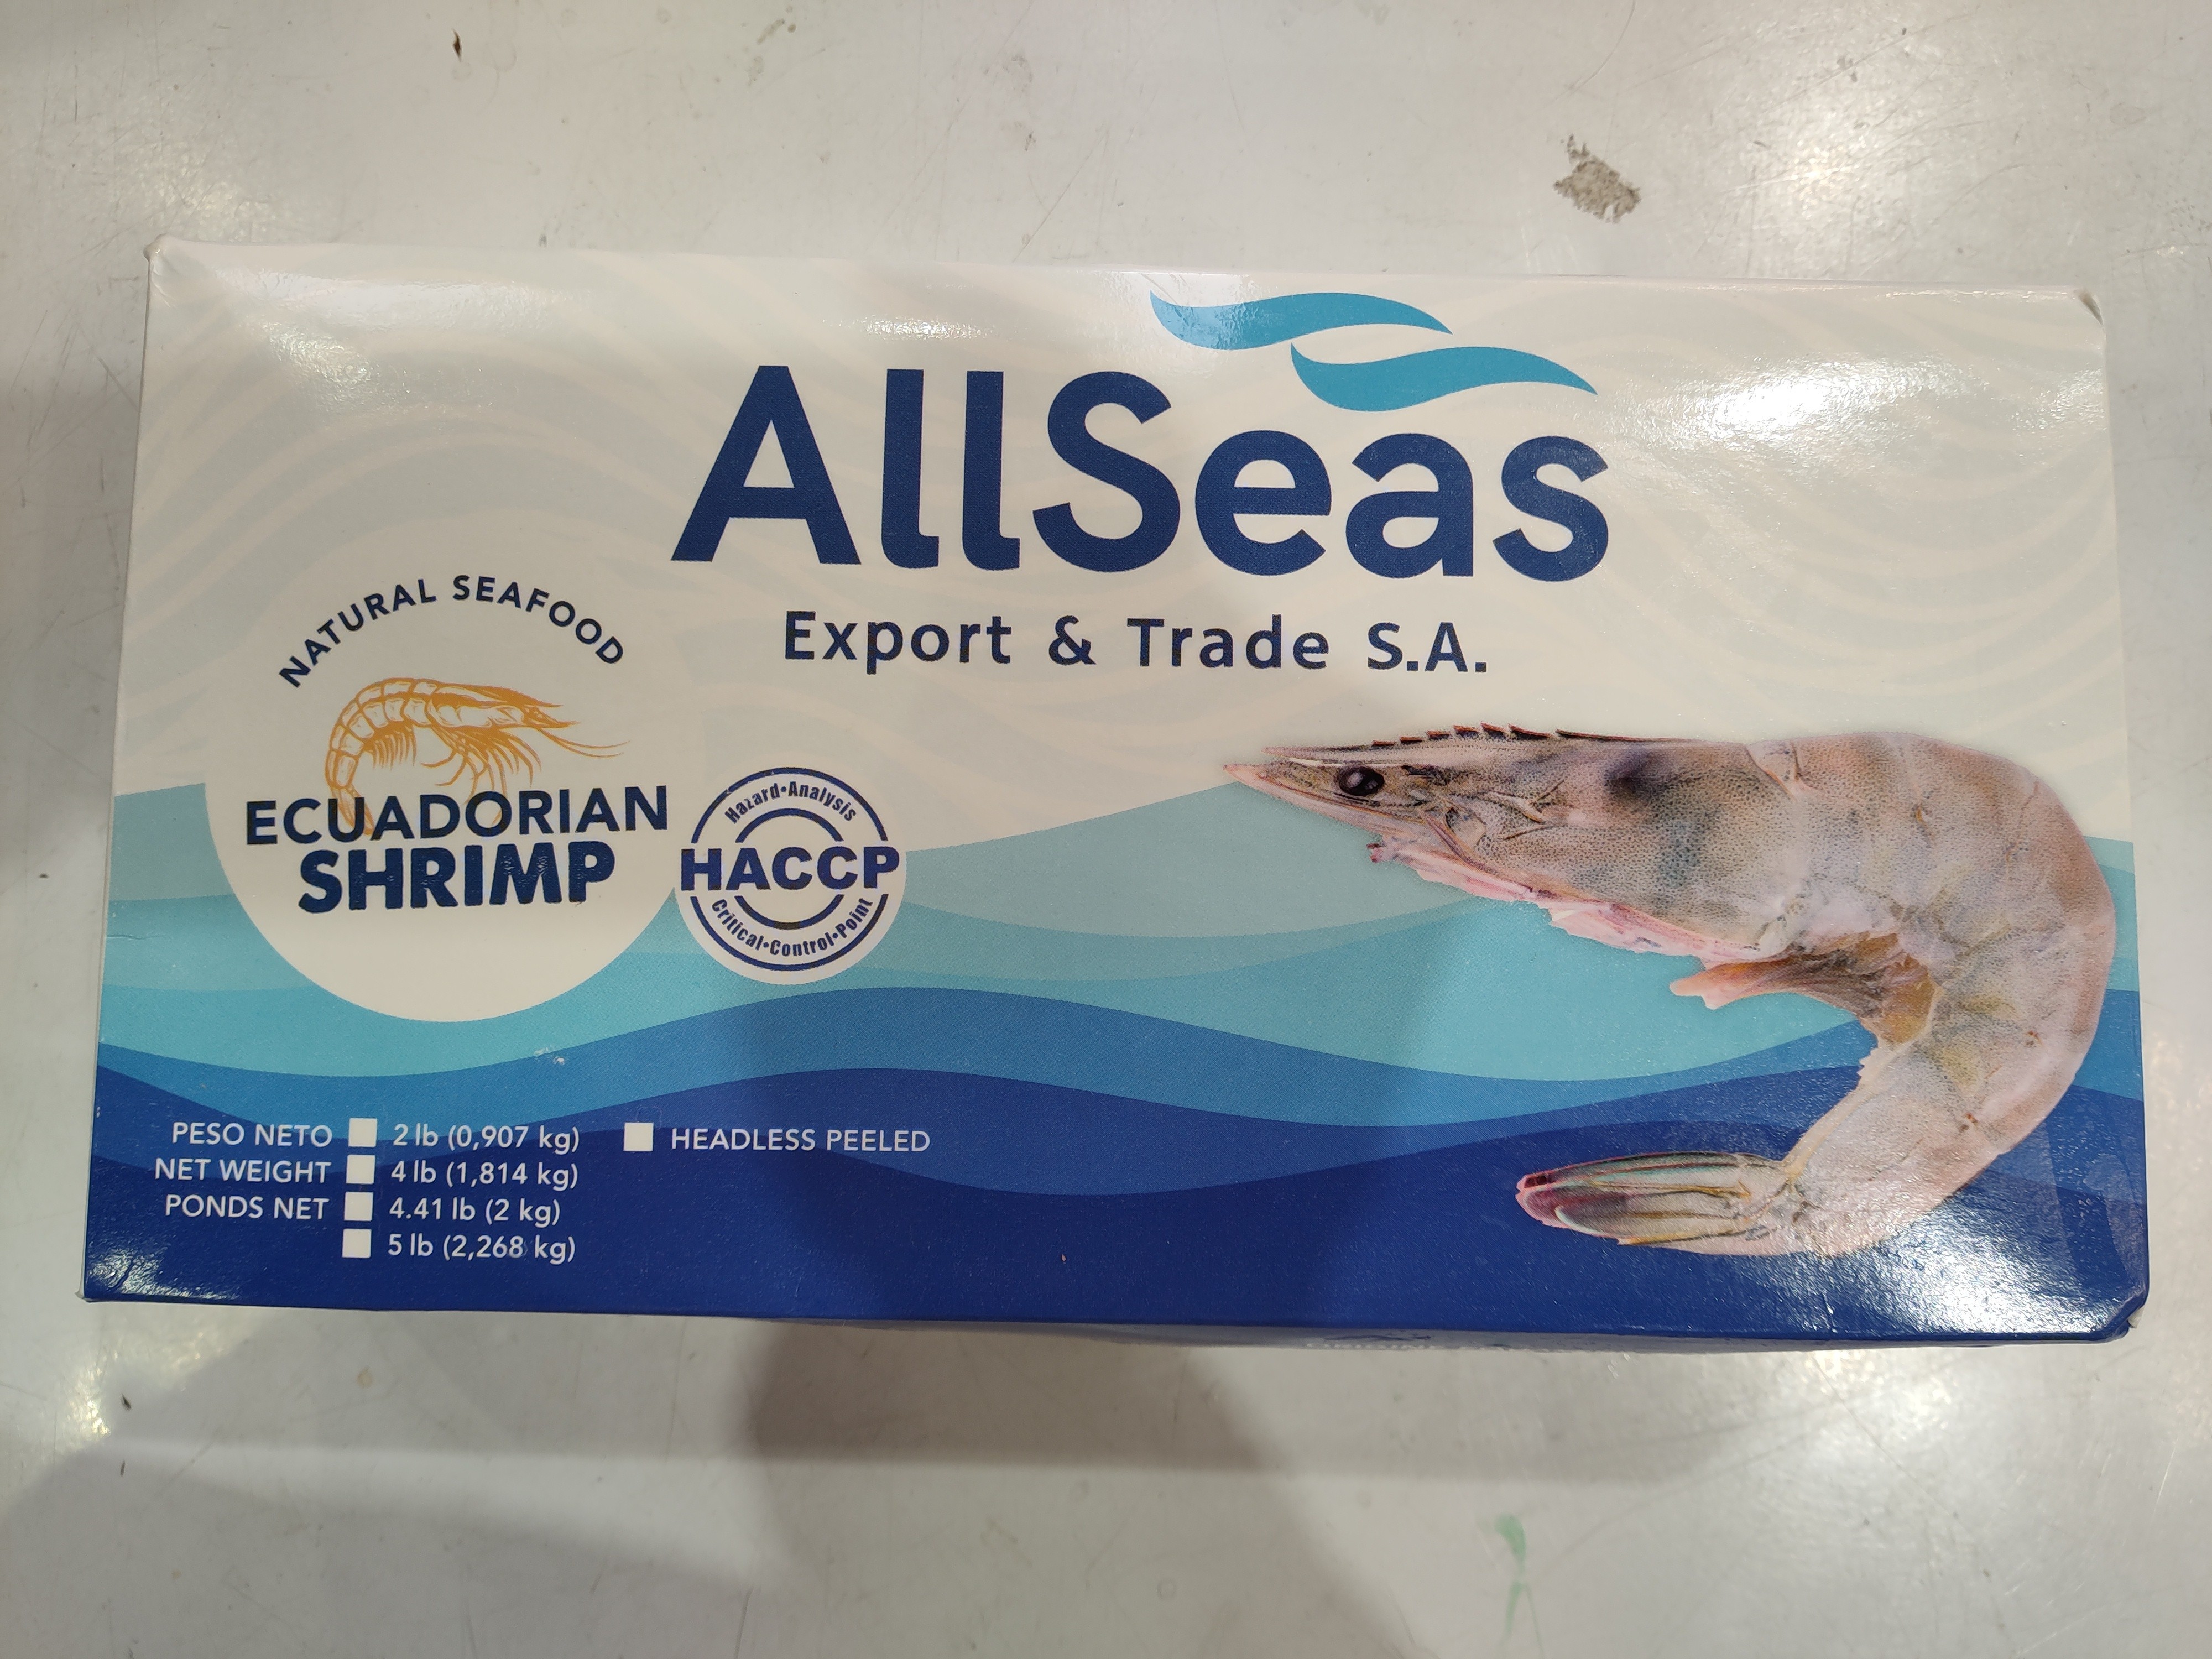 AllSeas
Export & Trade S.A.
NATURAL SEAFOOD
ECUADORIAN
SHRIMP
Hazard•Analysis
HACCP
Critical•Control•Point
PESO NETO 2 lb (0,907 kg) HEADLESS PEELED
NET WEIGHT 4 lb (1,814 kg)
PONDS NET 4.41 lb (2 kg)
5 lb (2,268 kg)